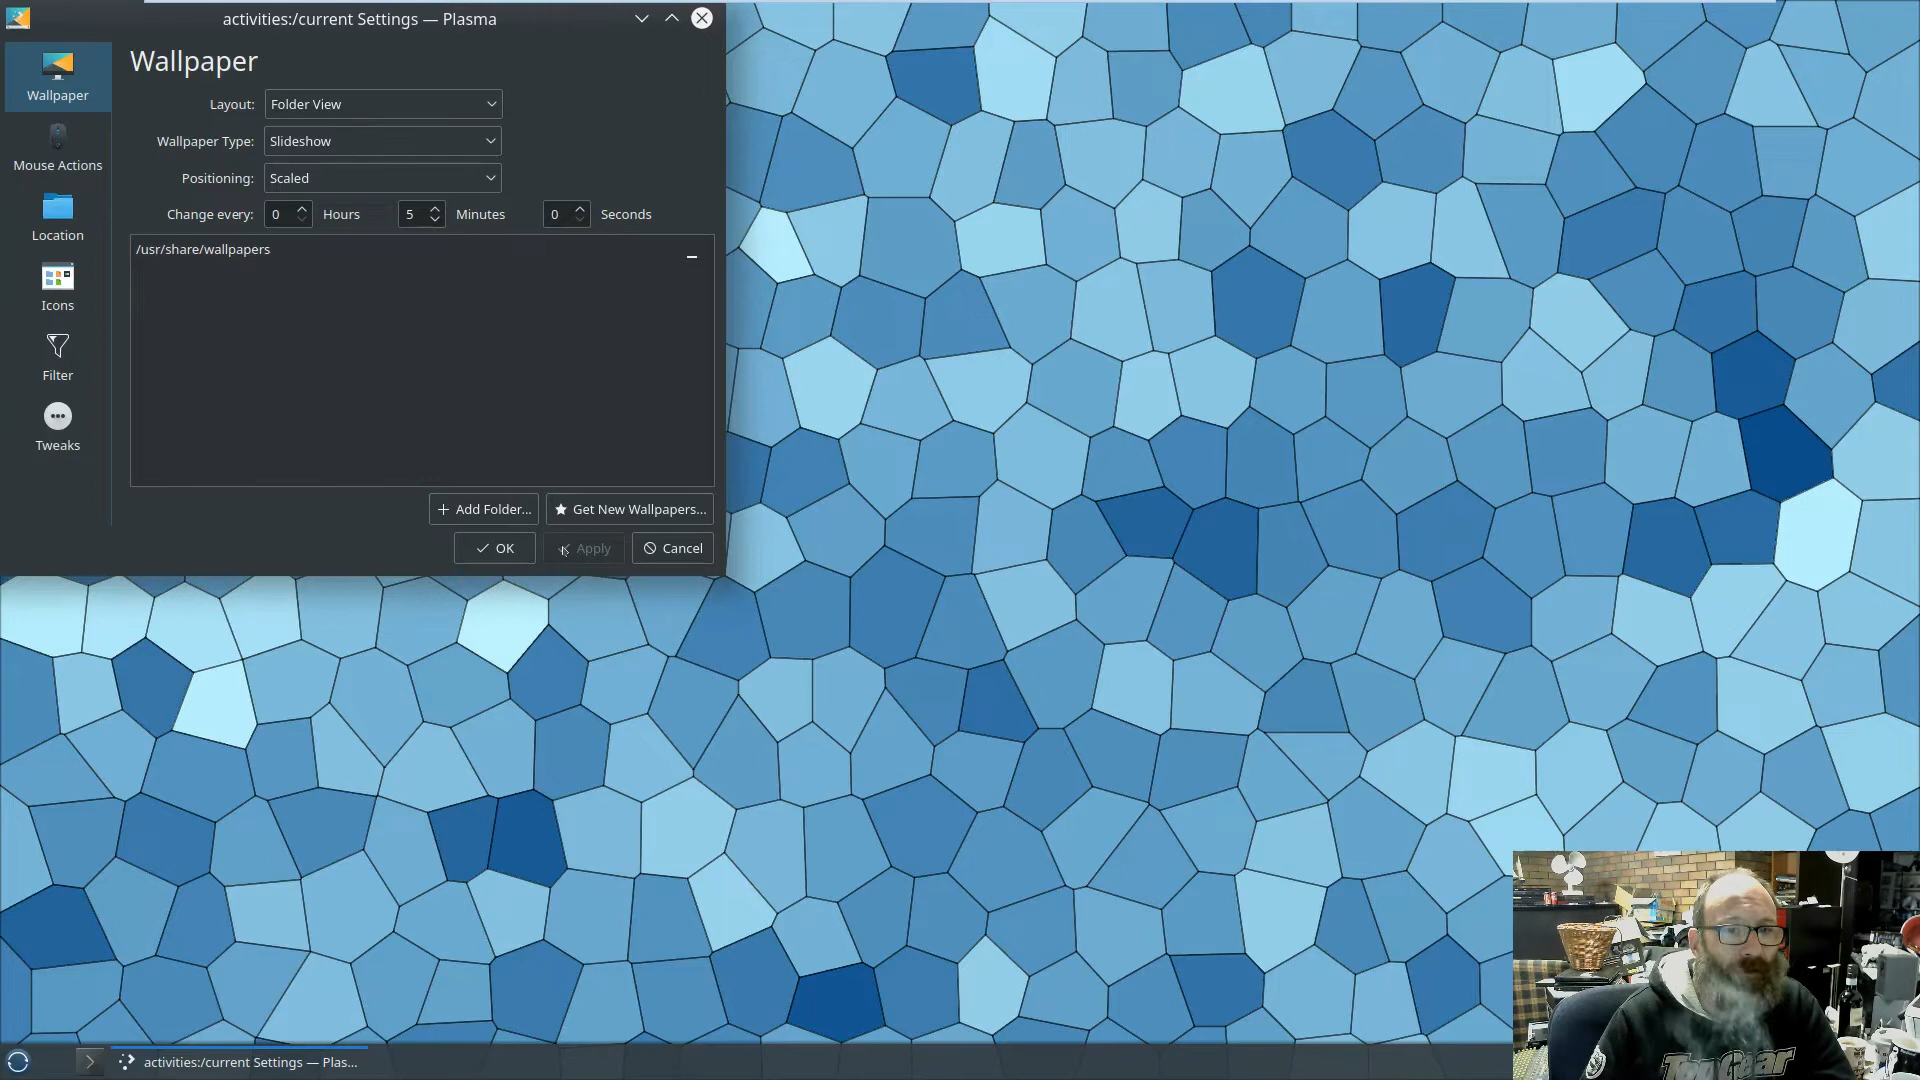 activities:/current Settings — Plasma
Wallpaper
Wallpaper
Layout:
Folder View
Wallpaper Type:
Slideshow
Mouse Actions
Positioning:
Scaled
Change every:
0
Hours
5
Minutes
0
Seconds
Location
/usr/share/wallpapers
Icons
Filter
Tweaks
Add Folder...
Get New Wallpapers...
OK
Apply
Cancel
activities:/current Settings — Plas...
Top Gear